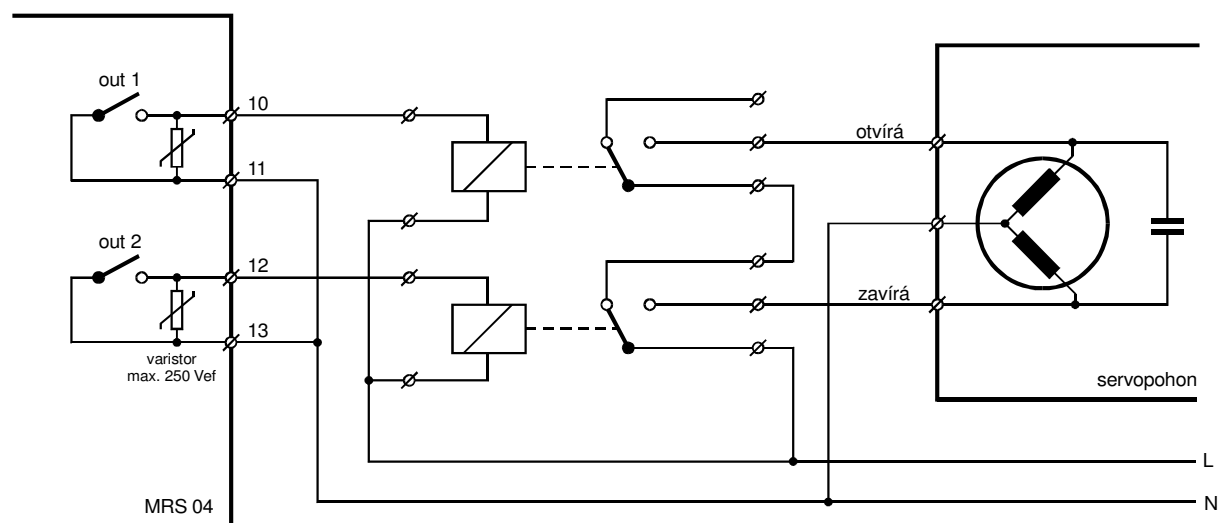 out 1
10
11
out 2
12
13
varistor
max. 250 Vef
MRS 04
otvírá
zavírá
servopohon
L
N